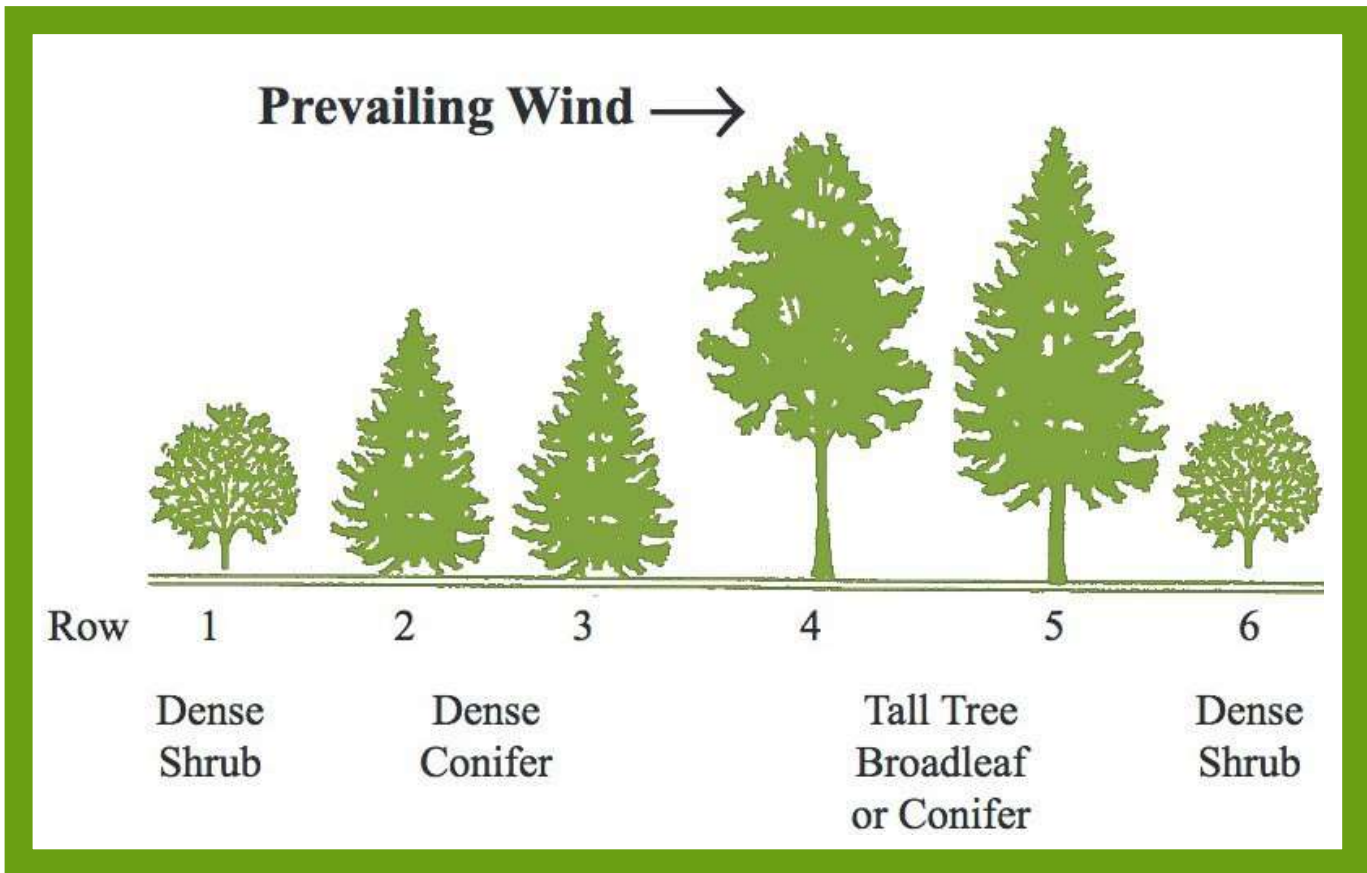 Prevailing Wind →
Row 1 2 3 4 5 6
Dense Dense Tall Tree Dense
Shrub Conifer Broadleaf Shrub
or Conifer